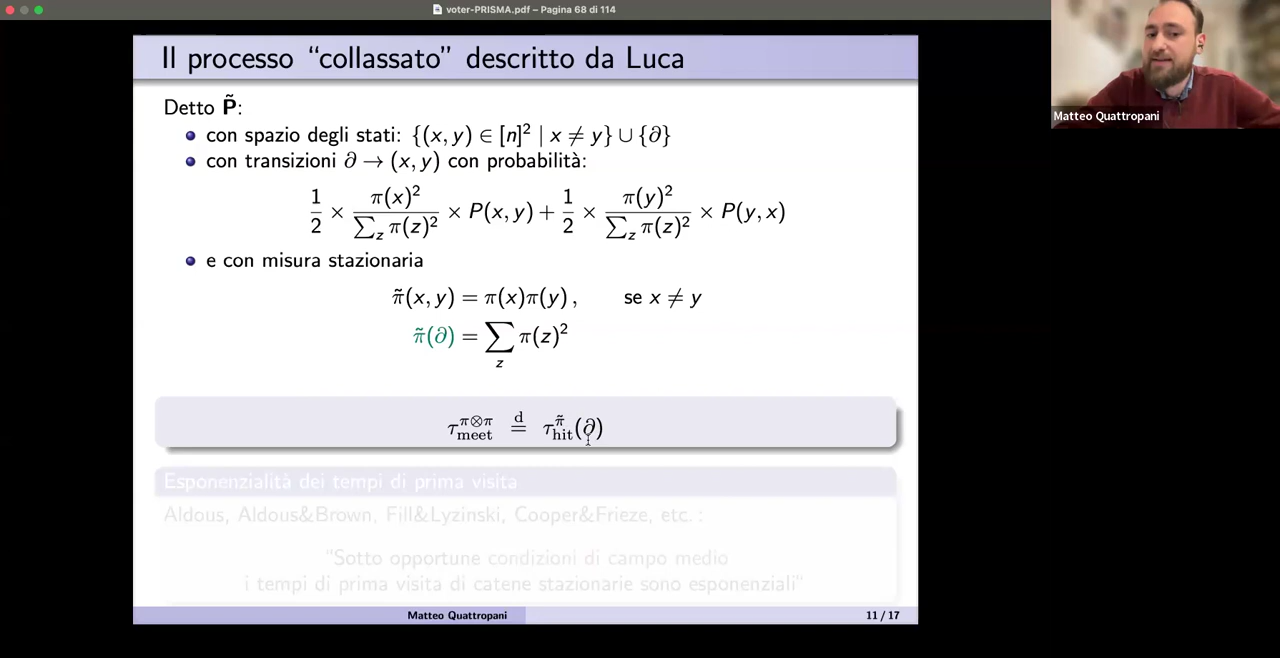 voter-PRISMA.pdf – Pagina 68 di 114
Il processo “collassato” descritto da Luca
Detto P̃:
con spazio degli stati: {(x, y) ∈ [n]² | x ≠ y} ∪ {∂}
con transizioni ∂ → (x, y) con probabilità:
1/2 × π(x)²/∑_z π(z)² × P(x, y) + 1/2 × π(y)²/∑_z π(z)² × P(y, x)
e con misura stazionaria
π̃(x, y) = π(x)π(y), se x ≠ y
π̃(∂) = ∑_z π(z)²
τ_meet^{π⊗π} =^d τ_hit^{π̃}(∂)
Esponenzialità dei tempi di prima visita
Aldous, Aldous&Brown, Fill&Lyzinski, Cooper&Frieze, etc. :
“Sotto opportune condizioni di campo medio
i tempi di prima visita di catene stazionarie sono esponenziali”
Matteo Quattropani 11 / 17
Matteo Quattropani